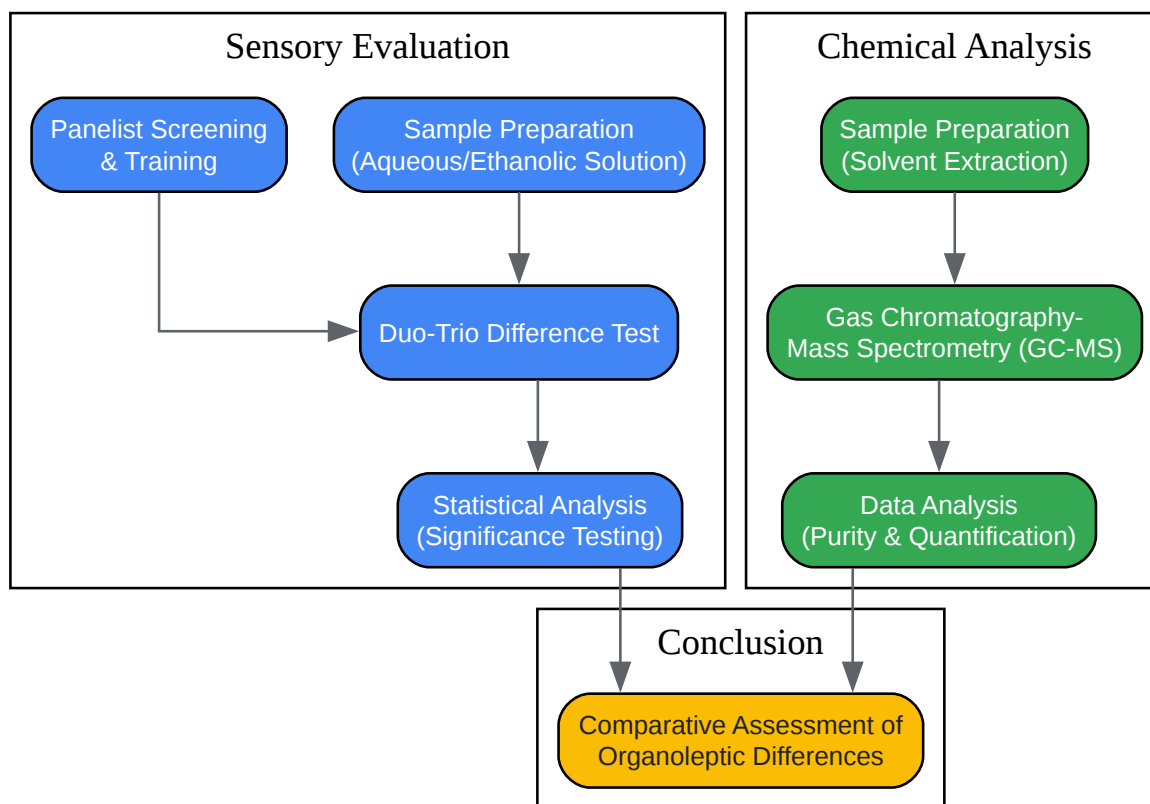 Sensory Evaluation
Panelist Screening
& Training
Sample Preparation
(Aqueous/Ethanolic Solution)
Duo-Trio Difference Test
Statistical Analysis
(Significance Testing)
Chemical Analysis
Sample Preparation
(Solvent Extraction)
Gas Chromatography-
Mass Spectrometry (GC-MS)
Data Analysis
(Purity & Quantification)
Conclusion
Comparative Assessment of
Organoleptic Differences